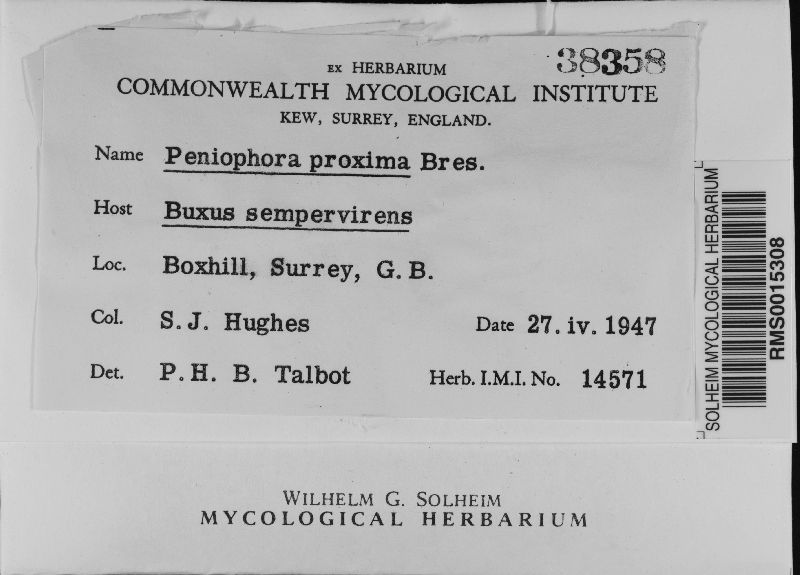 38358
EX HERBARIUM
COMMONWEALTH MYCOLOGICAL INSTITUTE
KEW, SURREY, ENGLAND.
Name Peniophora proxima Bres.
Host Buxus sempervirens
Loc. Boxhill, Surrey, G. B.
Col. S. J. Hughes Date 27. iv. 1947
Det. P. H. B. Talbot Herb. I.M.I. No. 14571
SOLHEIM MYCOLOGICAL HERBARIUM
RMS0015308
WILHELM G. SOLHEIM
MYCOLOGICAL HERBARIUM